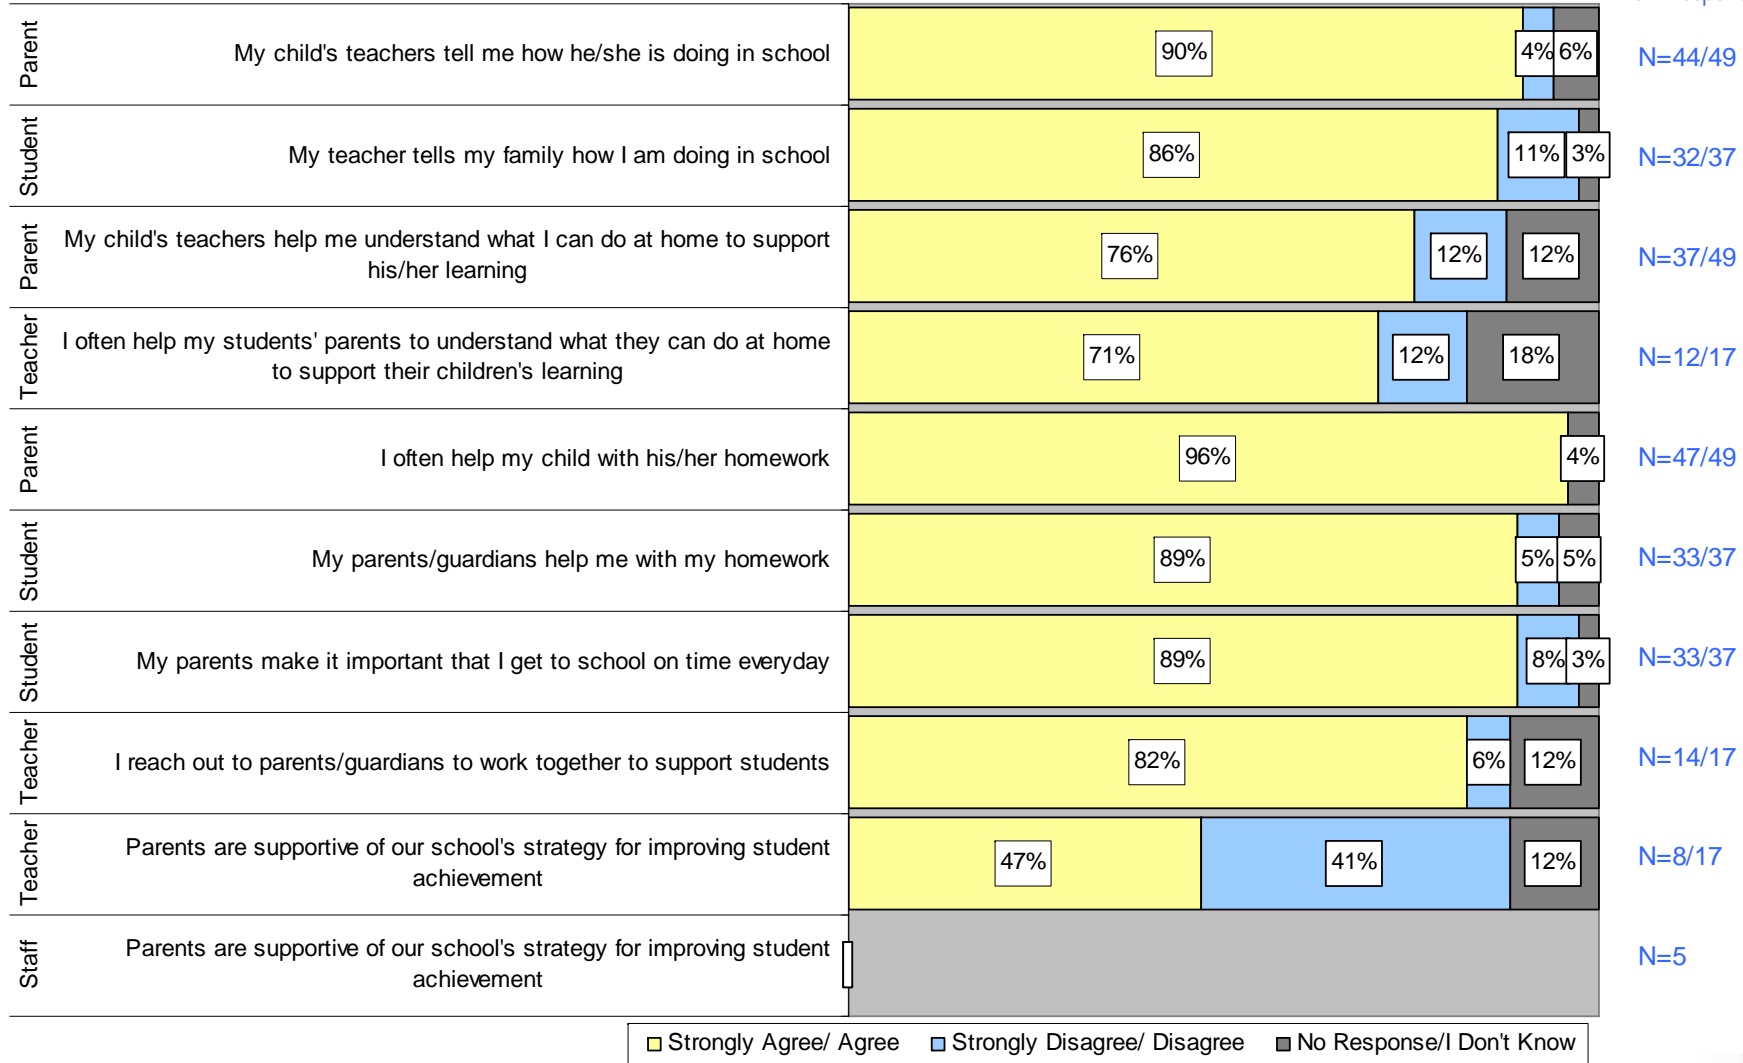 Parent
My child's teachers tell me how he/she is doing in school
90%
4%
6%
N=44/49
Student
My teacher tells my family how I am doing in school
86%
11%
3%
N=32/37
Parent
My child's teachers help me understand what I can do at home to support
his/her learning
76%
12%
12%
N=37/49
Teacher
I often help my students' parents to understand what they can do at home
to support their children's learning
71%
12%
18%
N=12/17
Parent
I often help my child with his/her homework
96%
4%
N=47/49
Student
My parents/guardians help me with my homework
89%
5%
5%
N=33/37
Student
My parents make it important that I get to school on time everyday
89%
8%
3%
N=33/37
Teacher
I reach out to parents/guardians to work together to support students
82%
6%
12%
N=14/17
Teacher
Parents are supportive of our school's strategy for improving student
achievement
47%
41%
12%
N=8/17
Staff
Parents are supportive of our school's strategy for improving student
achievement
N=5
Strongly Agree/ Agree
Strongly Disagree/ Disagree
No Response/I Don't Know